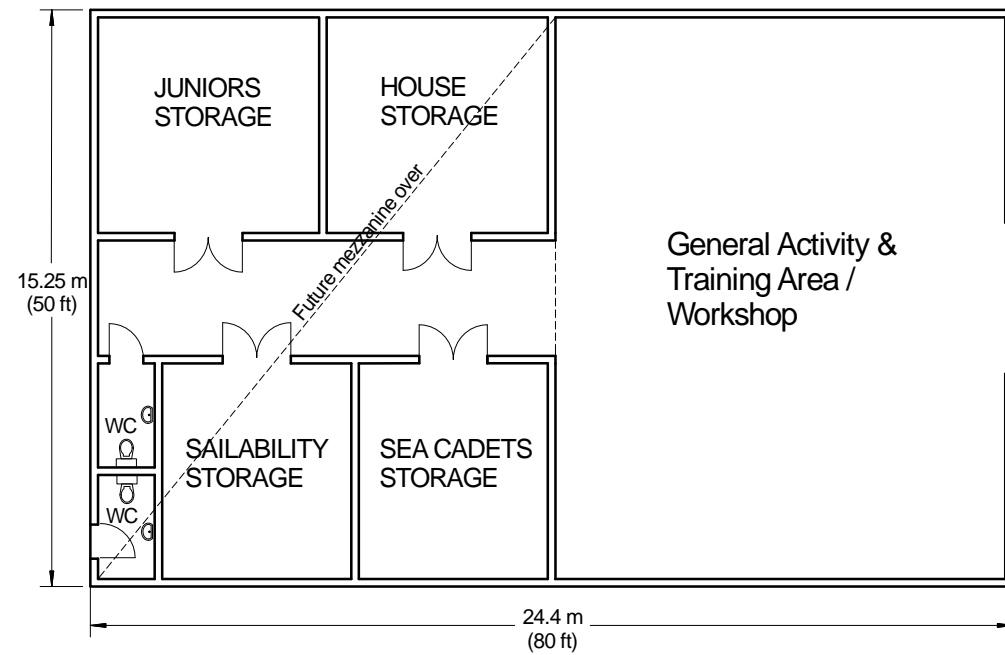 JUNIORS
STORAGE
HOUSE
STORAGE
Future mezzanine over
General Activity &
Training Area /
Workshop
15.25 m
(50 ft)
WC
SAILABILITY
STORAGE
SEA CADETS
STORAGE
WC
24.4 m
(80 ft)